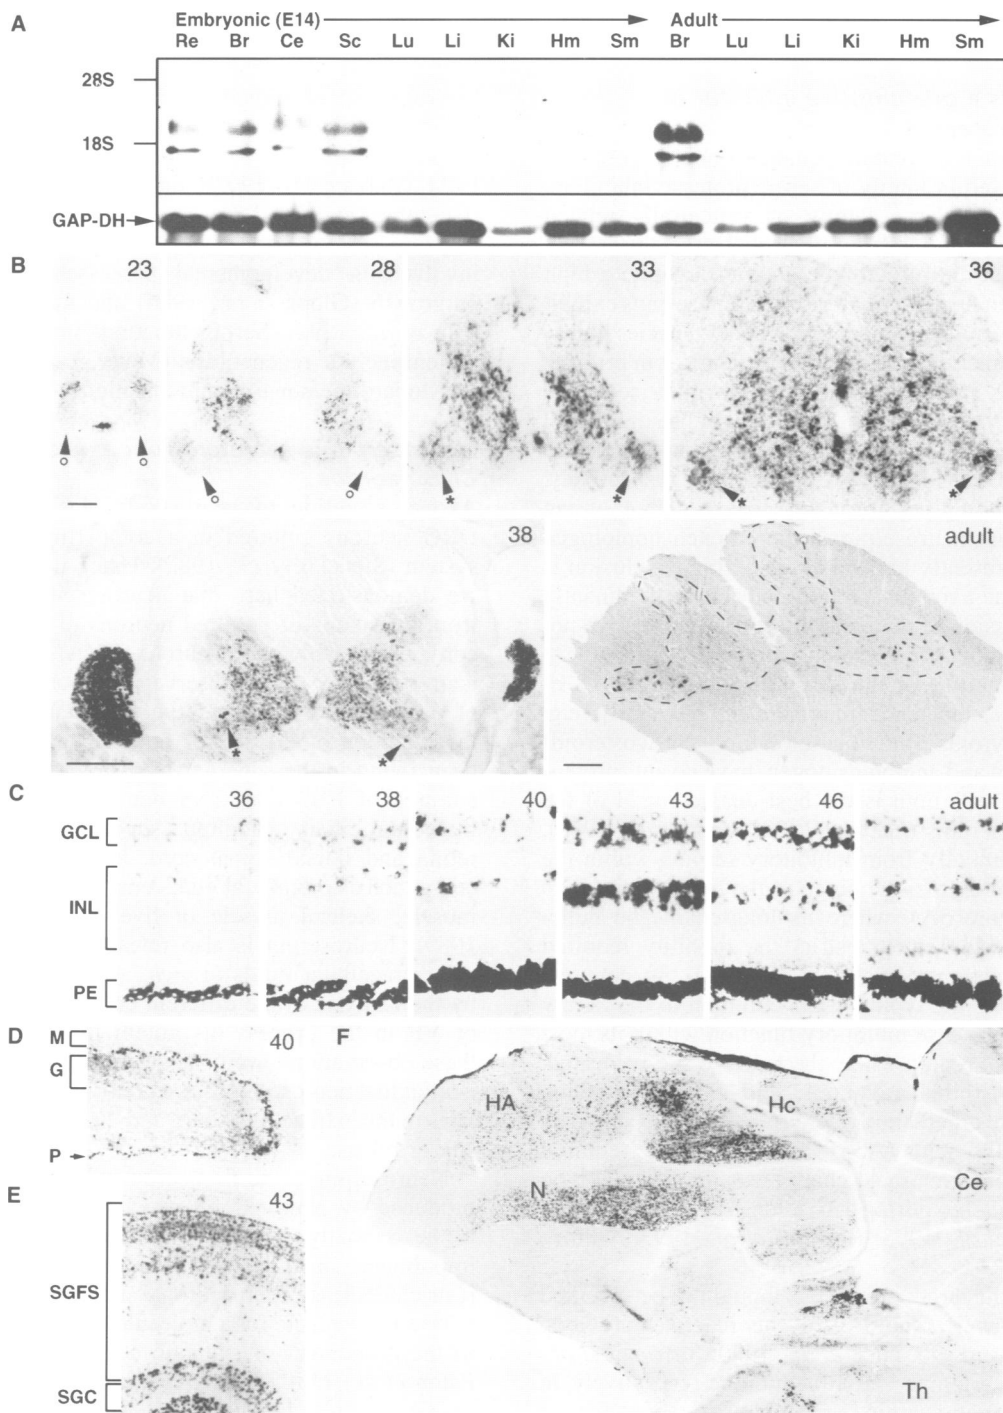 A
Embryonic (E14) Adult
Re Br Ce Sc Lu Li Ki Hm Sm Br Lu Li Ki Hm Sm
28S
18S
GAP-DH
B
23 28 33 36
* *
* *
38 adult
* *
C
36 38 40 43 46 adult
GCL
INL
PE
D
M 40
G
P
F
HA Hc
N
Ce
E
43
SGFS
SGC
Th